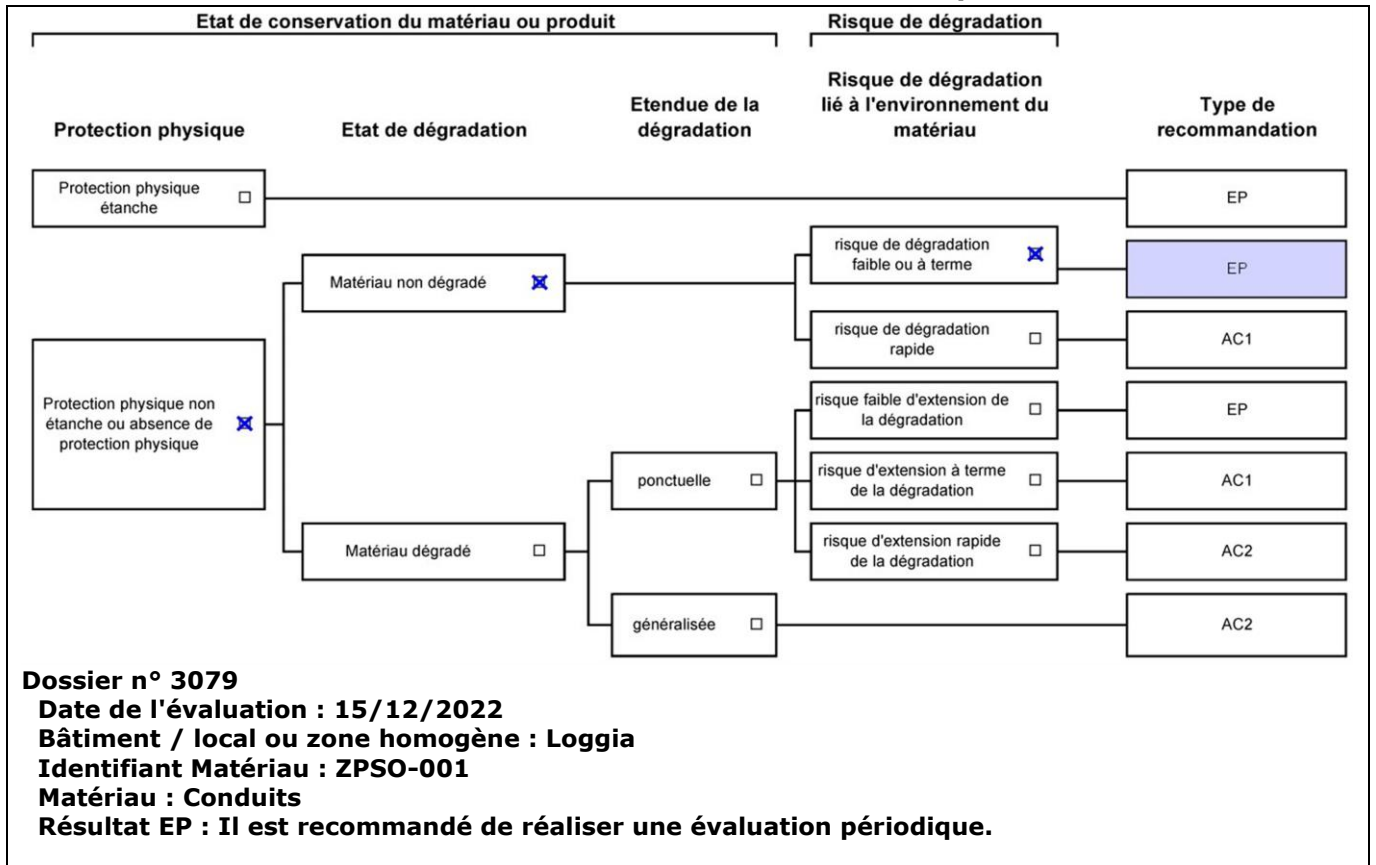 Etat de conservation du matériau ou produit
Risque de dégradation
Protection physique
Etat de dégradation
Etendue de la
dégradation
Risque de dégradation
lié à l'environnement du
matériau
Type de
recommandation
Protection physique
étanche
EP
risque de dégradation
faible ou à terme
EP
Matériau non dégradé
risque de dégradation
rapide
AC1
Protection physique non
étanche ou absence de
protection physique
risque faible d'extension de
la dégradation
EP
ponctuelle
risque d'extension à terme
de la dégradation
AC1
Matériau dégradé
risque d'extension rapide
de la dégradation
AC2
généralisée
AC2
Dossier n° 3079
Date de l'évaluation : 15/12/2022
Bâtiment / local ou zone homogène : Loggia
Identifiant Matériau : ZPSO-001
Matériau : Conduits
Résultat EP : Il est recommandé de réaliser une évaluation périodique.